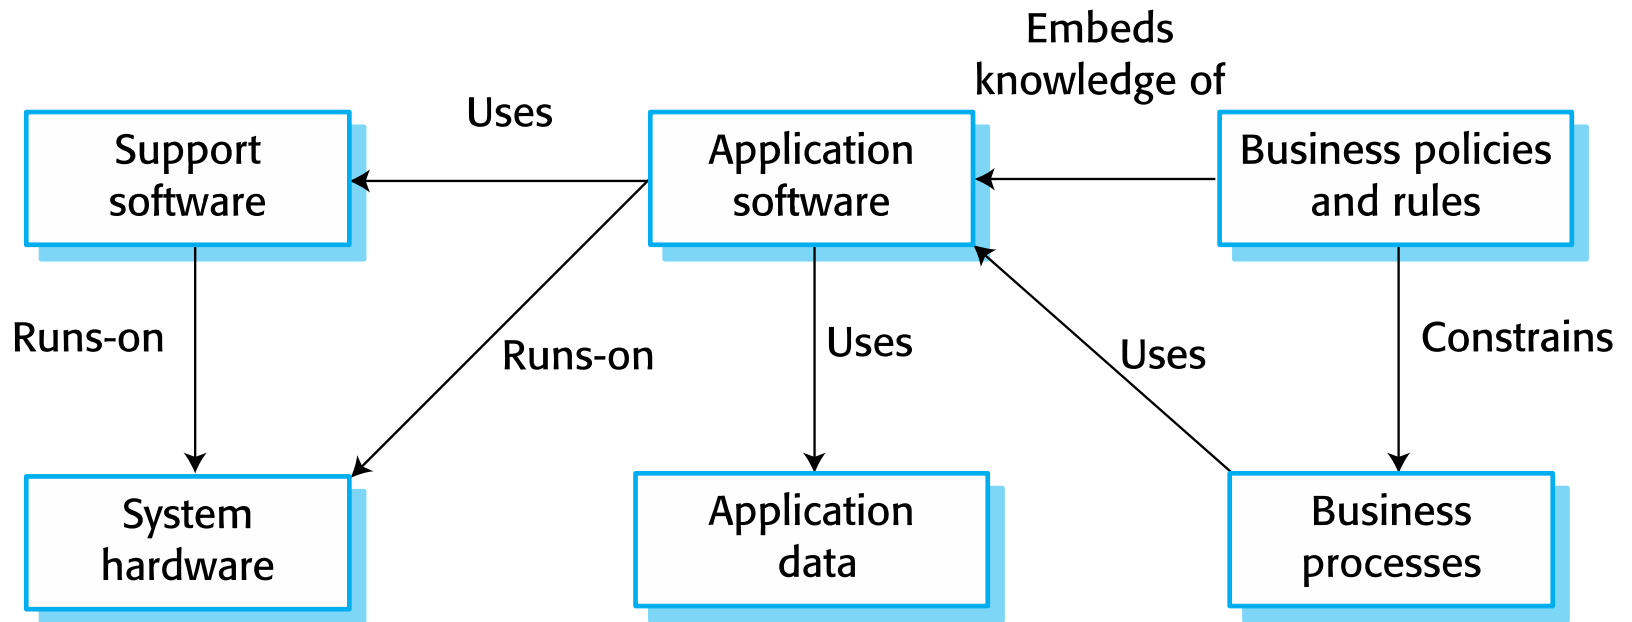 Embeds
knowledge of
Uses
Support
software
Application
software
Business policies
and rules
Runs-on
Runs-on
Uses
Uses
Constrains
System
hardware
Application
data
Business
processes